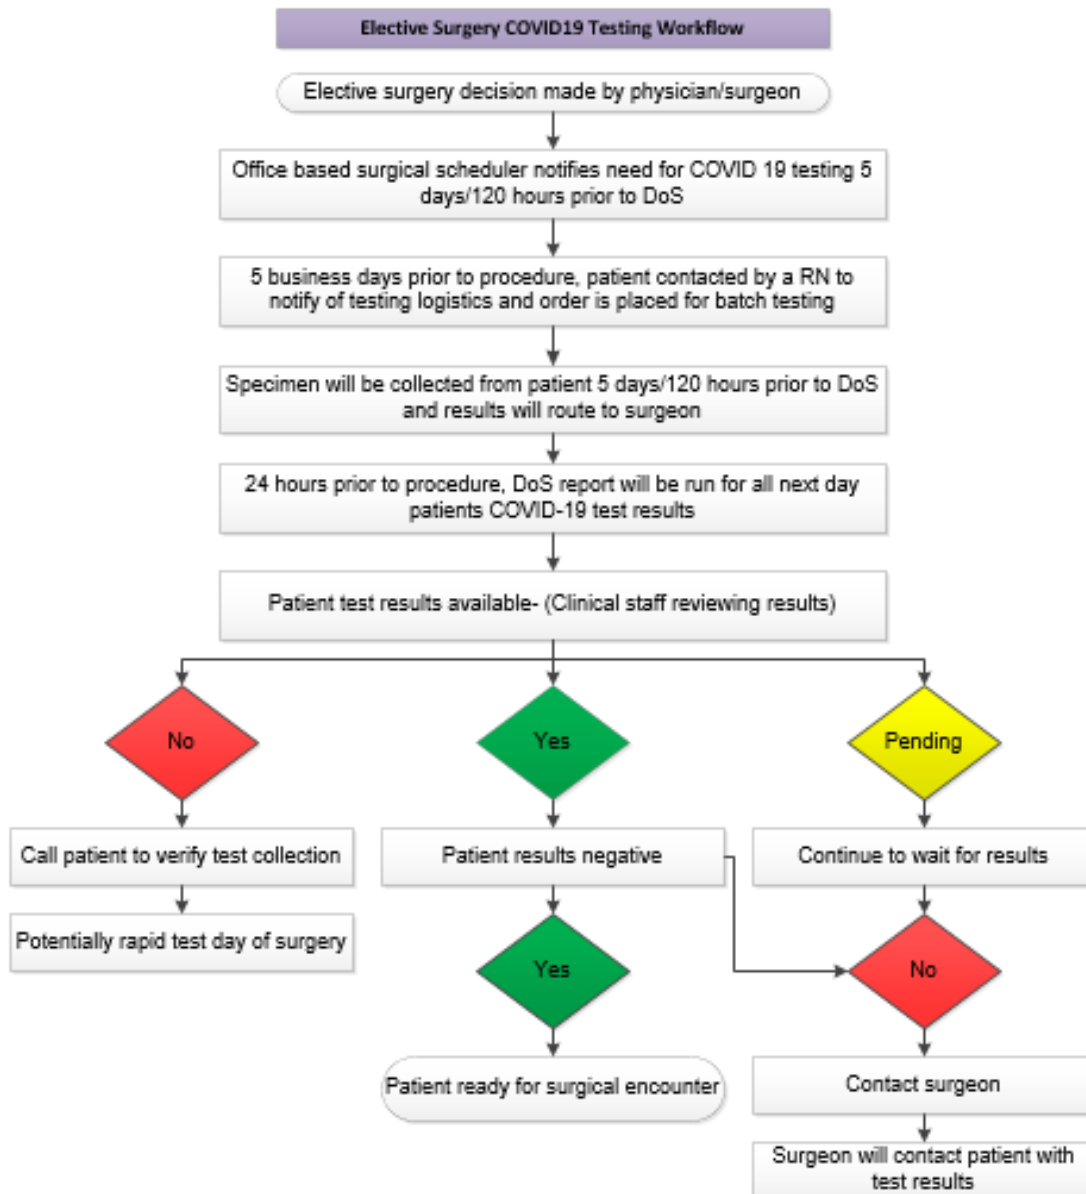 Elective Surgery COVID19 Testing Workflow
Elective surgery decision made by physician/surgeon
Office based surgical scheduler notifies need for COVID 19 testing 5
days/120 hours prior to DoS
5 business days prior to procedure, patient contacted by a RN to
notify of testing logistics and order is placed for batch testing
Specimen will be collected from patient 5 days/120 hours prior to DoS
and results will route to surgeon
24 hours prior to procedure, DoS report will be run for all next day
patients COVID-19 test results
Patient test results available- (Clinical staff reviewing results)
No
Yes
Pending
Call patient to verify test collection
Patient results negative
Continue to wait for results
Potentially rapid test day of surgery
Yes
No
Patient ready for surgical encounter
Contact surgeon
Surgeon will contact patient with
test results